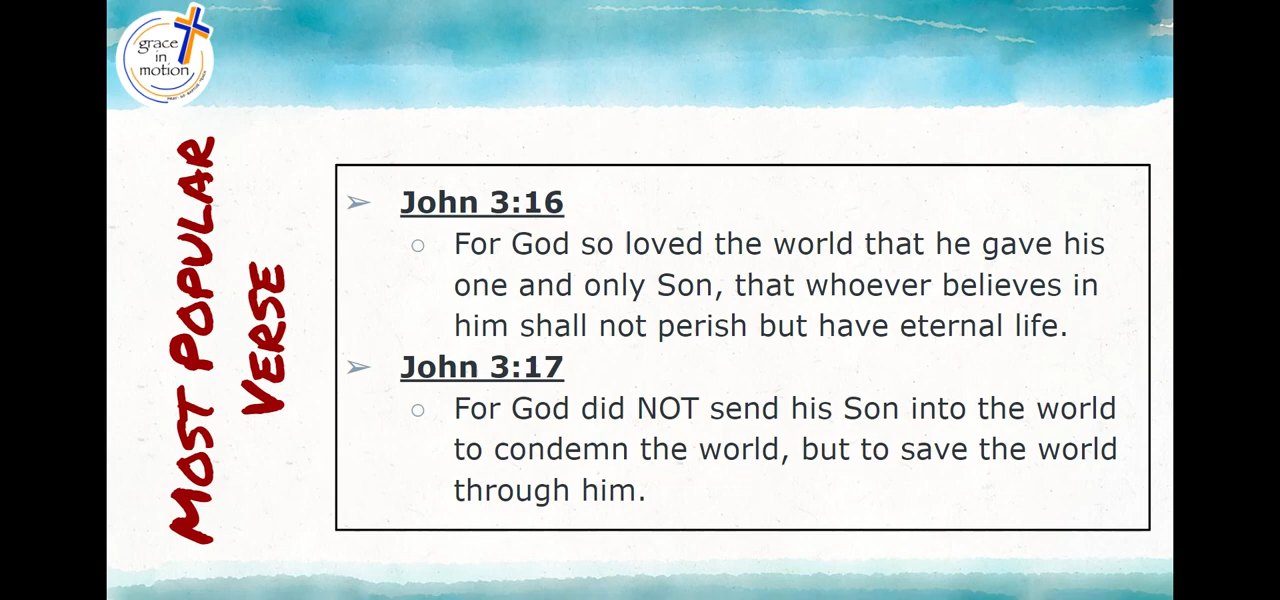 grace
in
motion
MOST POPULAR
VERSE
➢ John 3:16
○ For God so loved the world that he gave his
one and only Son, that whoever believes in
him shall not perish but have eternal life.
➢ John 3:17
○ For God did NOT send his Son into the world
to condemn the world, but to save the world
through him.